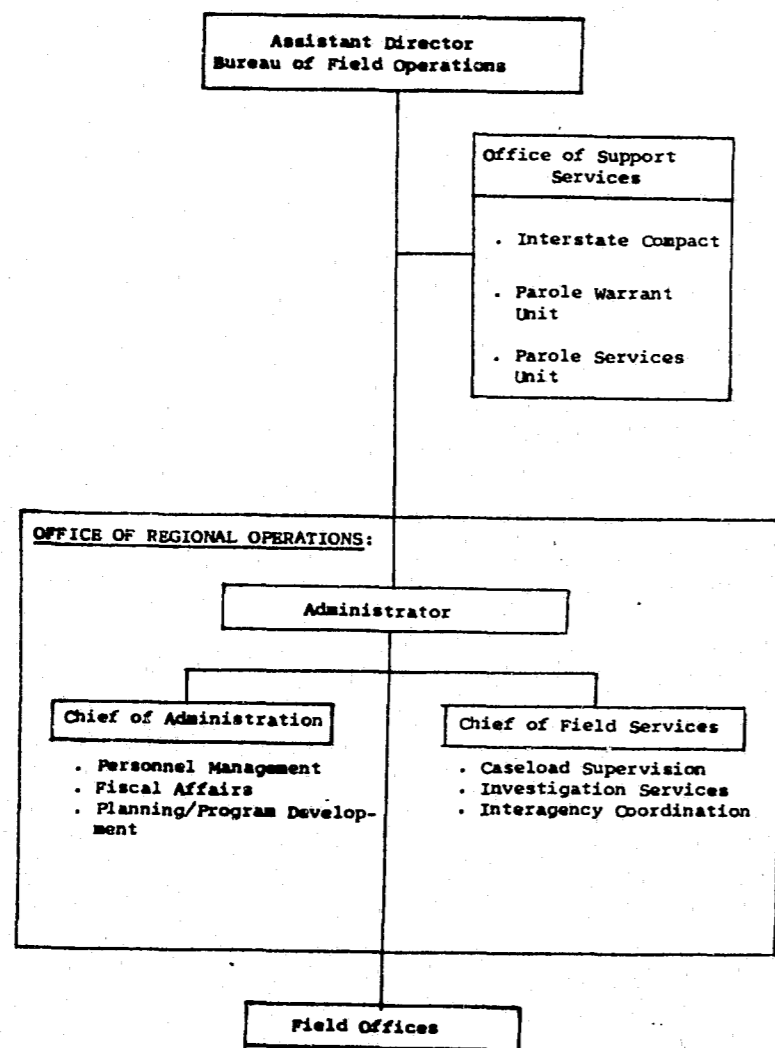 Assistant Director
Bureau of Field Operations
Office of Support
Services
. Interstate Compact
. Parole Warrant
Unit
. Parole Services
Unit
OFFICE OF REGIONAL OPERATIONS:
Administrator
Chief of Administration
. Personnel Management
. Fiscal Affairs
. Planning/Program Develop-
ment
Chief of Field Services
. Caseload Supervision
. Investigation Services
. Interagency Coordination
Field Offices